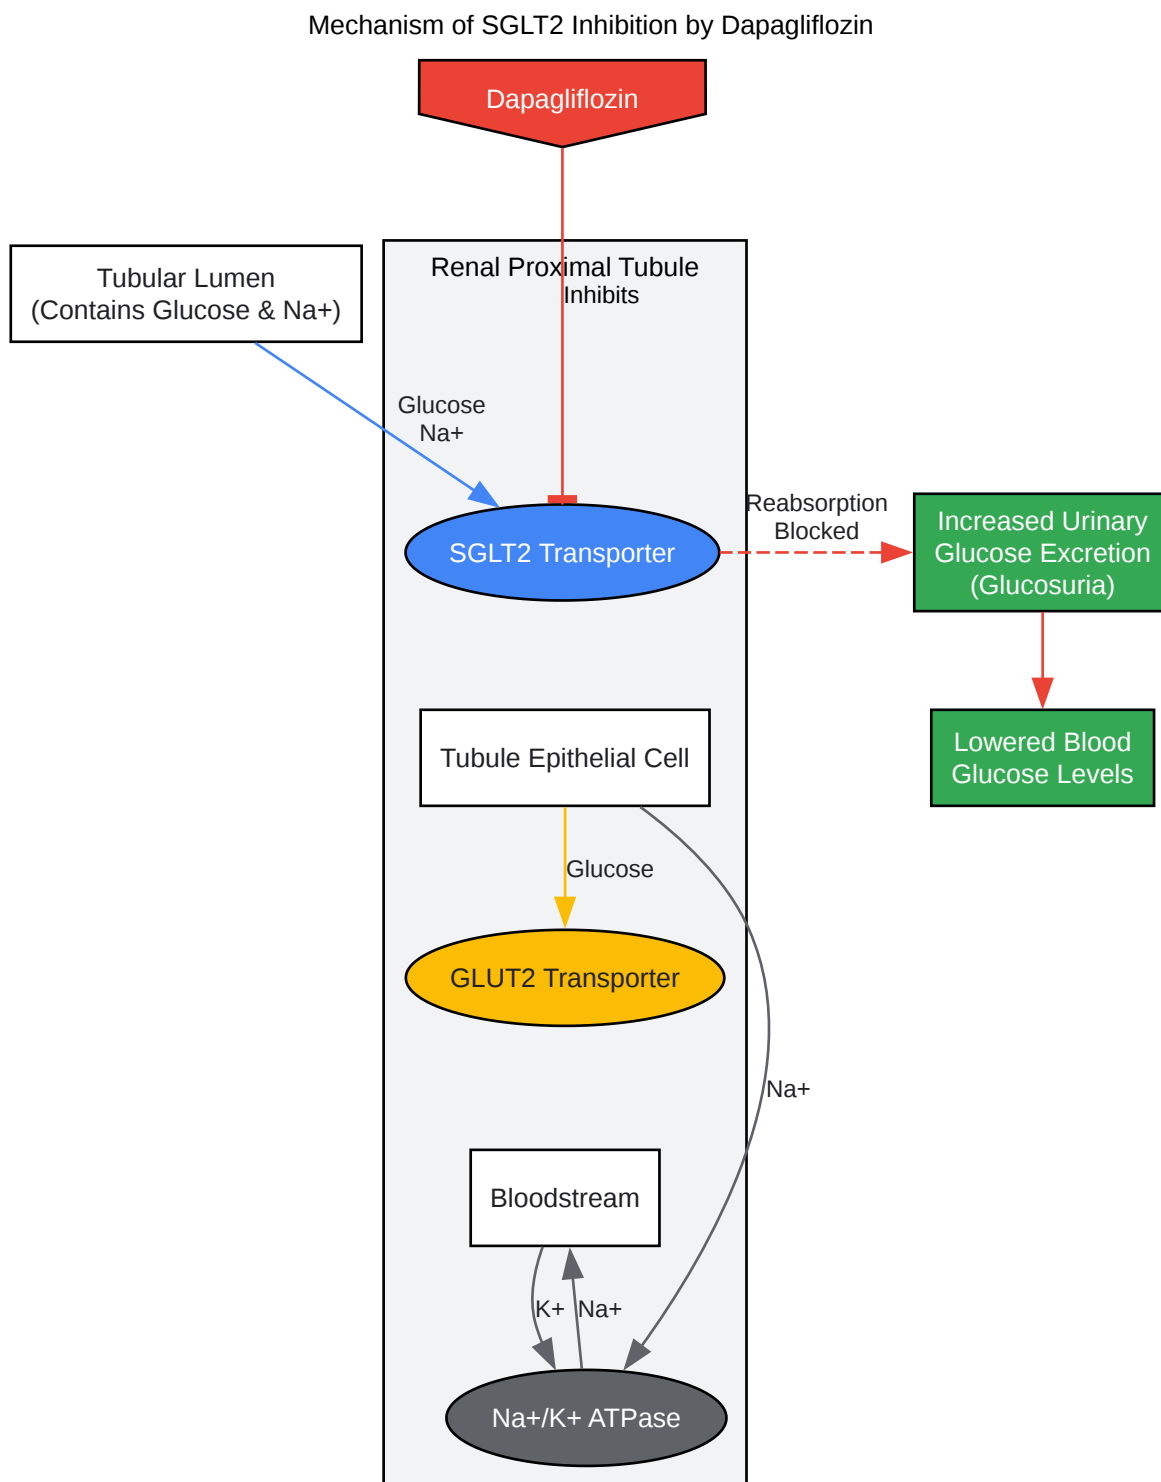 Mechanism of SGLT2 Inhibition by Dapagliflozin
Dapagliflozin
Tubular Lumen
(Contains Glucose & Na+)
Renal Proximal Tubule
Inhibits
Glucose
Na+
SGLT2 Transporter
Reabsorption
Blocked
Increased Urinary
Glucose Excretion
(Glucosuria)
Tubule Epithelial Cell
Lowered Blood
Glucose Levels
Glucose
GLUT2 Transporter
Na+
Bloodstream
K+
Na+
Na+/K+ ATPase